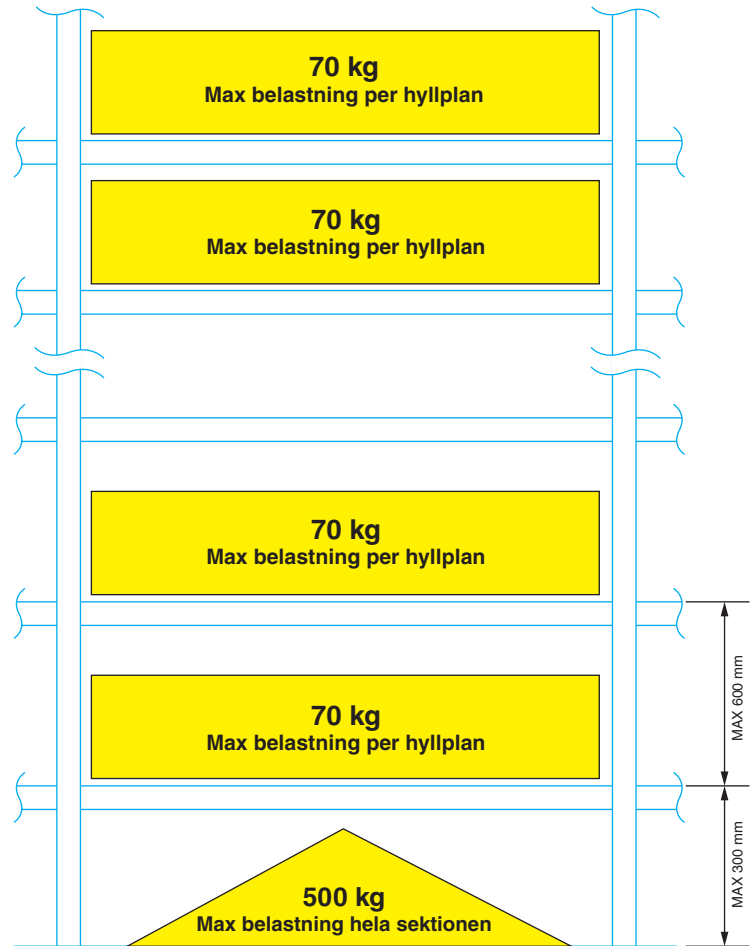 70 kg
Max belastning per hyllplan
70 kg
Max belastning per hyllplan
70 kg
Max belastning per hyllplan
MAX 600 mm
70 kg
Max belastning per hyllplan
MAX 300 mm
500 kg
Max belastning hela sektionen